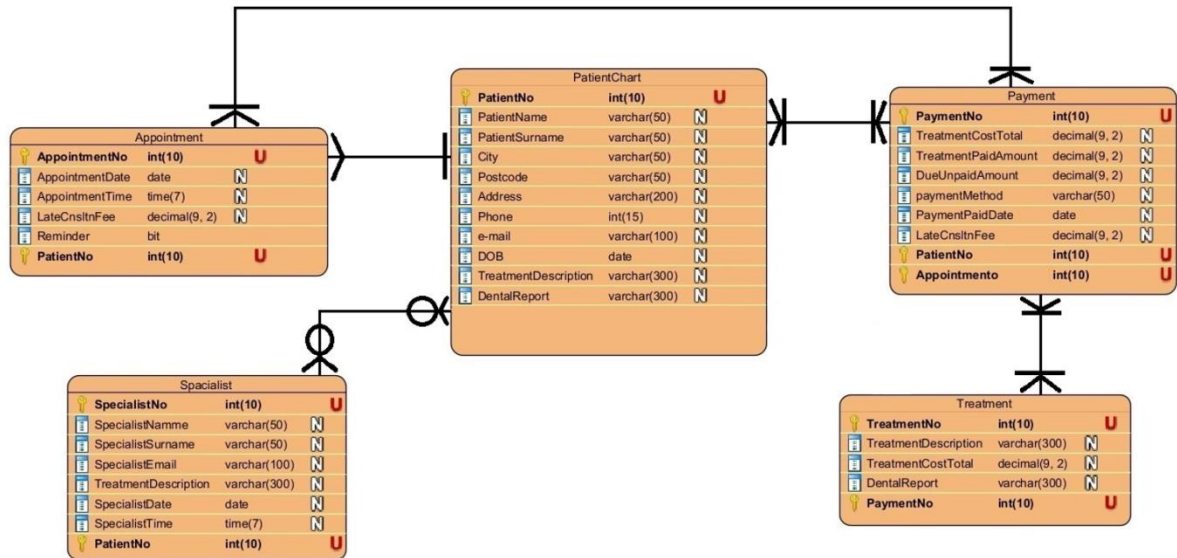 Appointment
AppointmentNo int(10) U
AppointmentDate date N
AppointmentTime time(7) N
LateCnsltnFee decimal(9, 2) N
Reminder bit
PatientNo int(10) U
PatientChart
PatientNo int(10) U
PatientName varchar(50) N
PatientSurname varchar(50) N
City varchar(50) N
Postcode varchar(50) N
Address varchar(200) N
Phone int(15) N
e-mail varchar(100) N
DOB date N
TreatmentDescription varchar(300) N
DentalReport varchar(300) N
Payment
PaymentNo int(10) U
TreatmentCostTotal decimal(9, 2) N
TreatmentPaidAmount decimal(9, 2) N
DueUnpaidAmount decimal(9, 2) N
paymentMethod varchar(50) N
PaymentPaidDate date N
LateCnsltnFee decimal(9, 2) N
PatientNo int(10) U
Appointmento int(10) U
Spacialist
SpecialistNo int(10) U
SpecialistNamme varchar(50) N
SpecialistSurname varchar(50) N
SpecialistEmail varchar(100) N
TreatmentDescription varchar(300) N
SpecialistDate date N
SpecialistTime time(7) N
PatientNo int(10) U
Treatment
TreatmentNo int(10) U
TreatmentDescription varchar(300) N
TreatmentCostTotal decimal(9, 2) N
DentalReport varchar(300) N
PaymentNo int(10) U